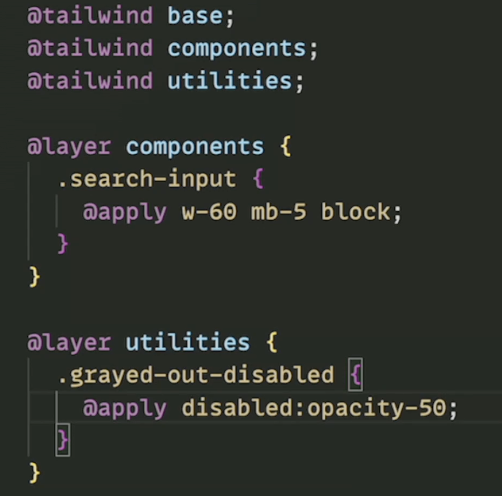 @tailwind base;
@tailwind components;
@tailwind utilities;
@layer components {
.search-input {
@apply w-60 mb-5 block;
}
}
@layer utilities {
.grayed-out-disabled {
@apply disabled:opacity-50;
}
}